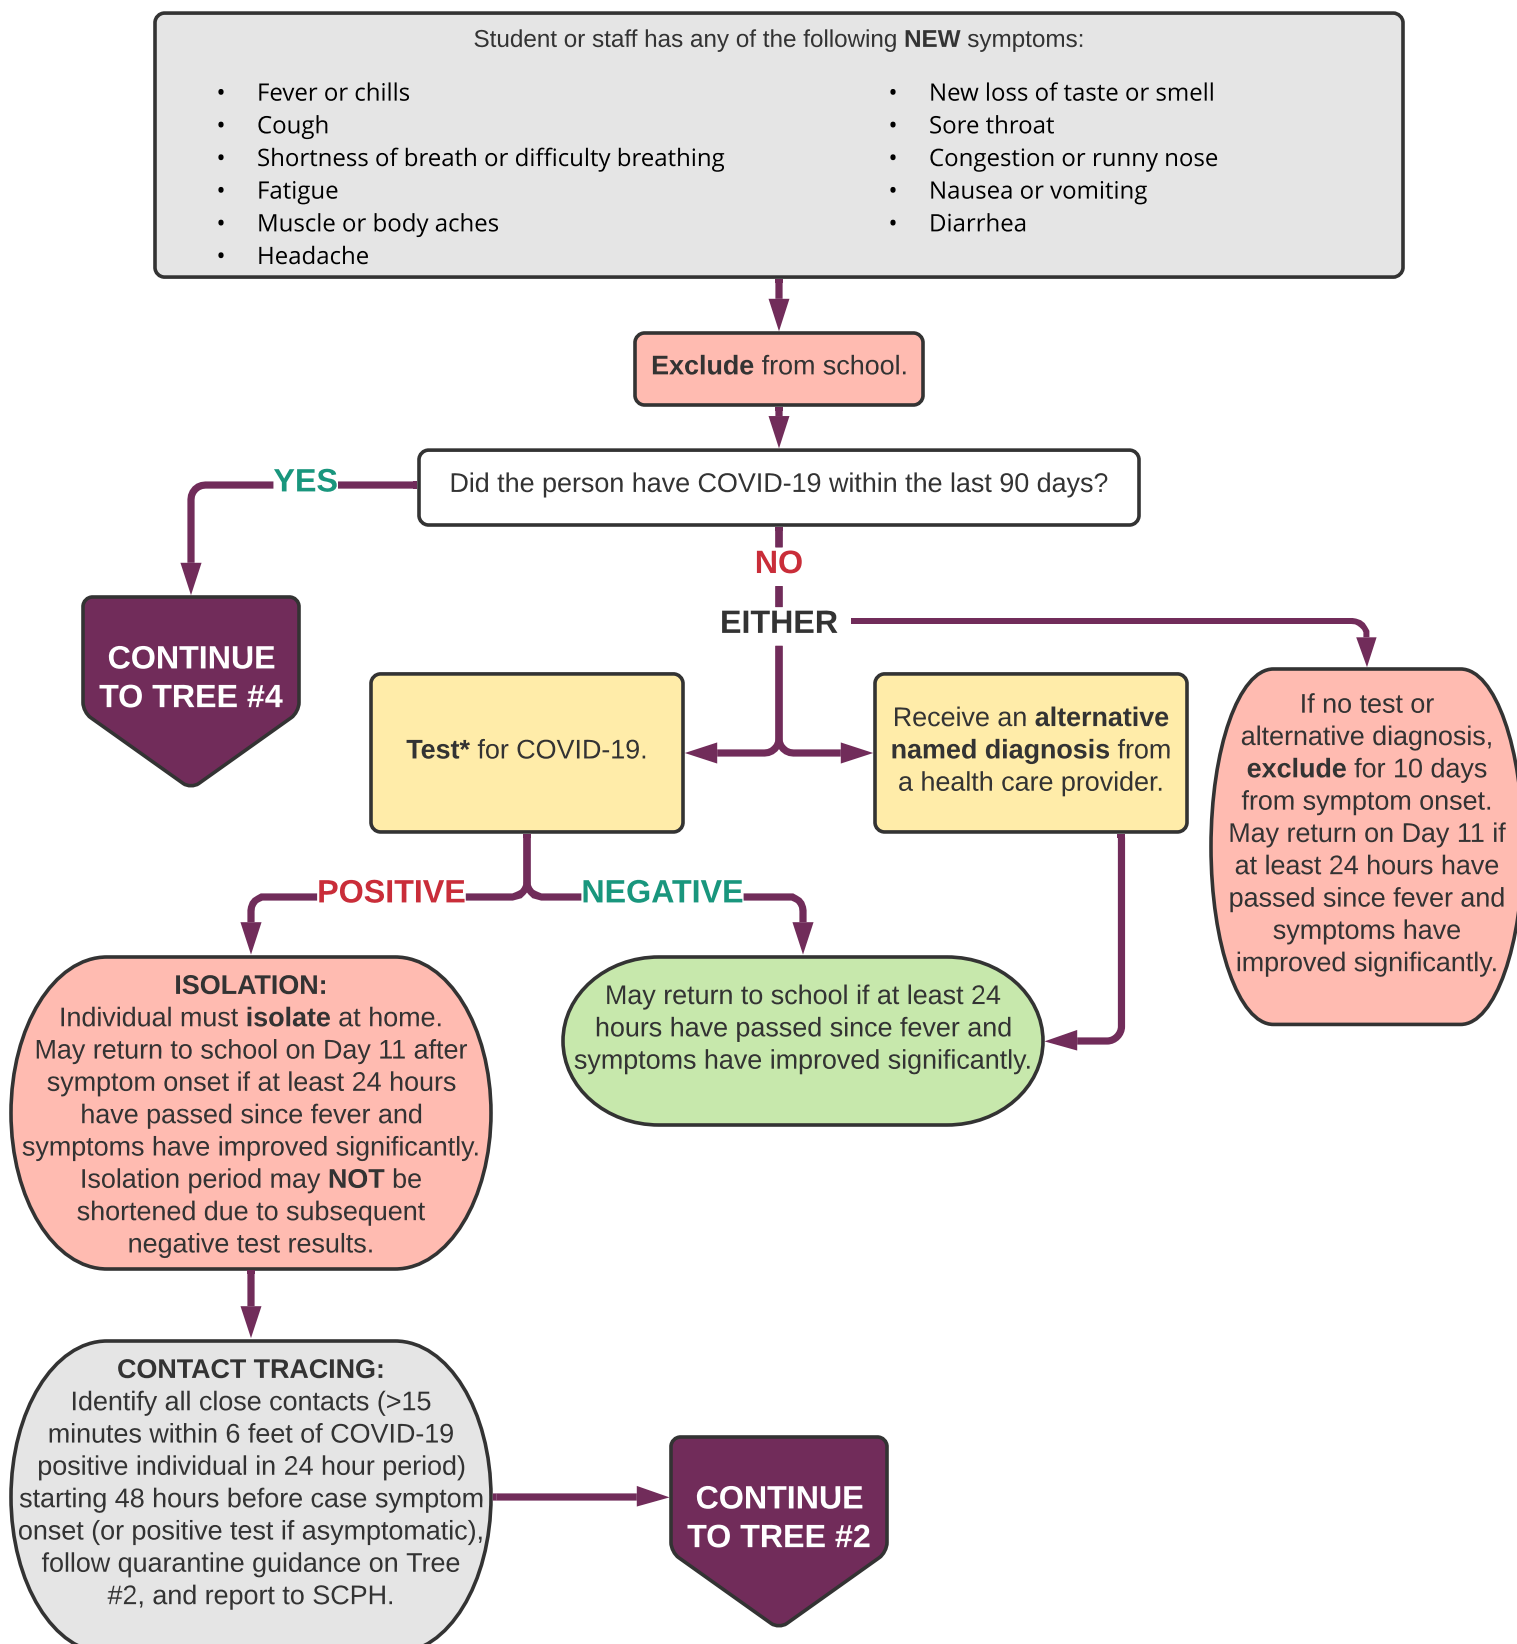 Student or staff has any of the following NEW symptoms:
• Fever or chills
• Cough
• Shortness of breath or difficulty breathing
• Fatigue
• Muscle or body aches
• Headache
• New loss of taste or smell
• Sore throat
• Congestion or runny nose
• Nausea or vomiting
• Diarrhea
Exclude from school.
Did the person have COVID-19 within the last 90 days?
YES
NO
EITHER
CONTINUE
TO TREE #4
Test* for COVID-19.
Receive an alternative
named diagnosis from
a health care provider.
If no test or
alternative diagnosis,
exclude for 10 days
from symptom onset.
May return on Day 11 if
at least 24 hours have
passed since fever and
symptoms have
improved significantly.
POSITIVE
NEGATIVE
ISOLATION:
Individual must isolate at home.
May return to school on Day 11 after
symptom onset if at least 24 hours
have passed since fever and
symptoms have improved significantly.
Isolation period may NOT be
shortened due to subsequent
negative test results.
May return to school if at least 24
hours have passed since fever and
symptoms have improved significantly.
CONTACT TRACING:
Identify all close contacts (>15
minutes within 6 feet of COVID-19
positive individual in 24 hour period)
starting 48 hours before case symptom
onset (or positive test if asymptomatic),
follow quarantine guidance on Tree
#2, and report to SCPH.
CONTINUE
TO TREE #2